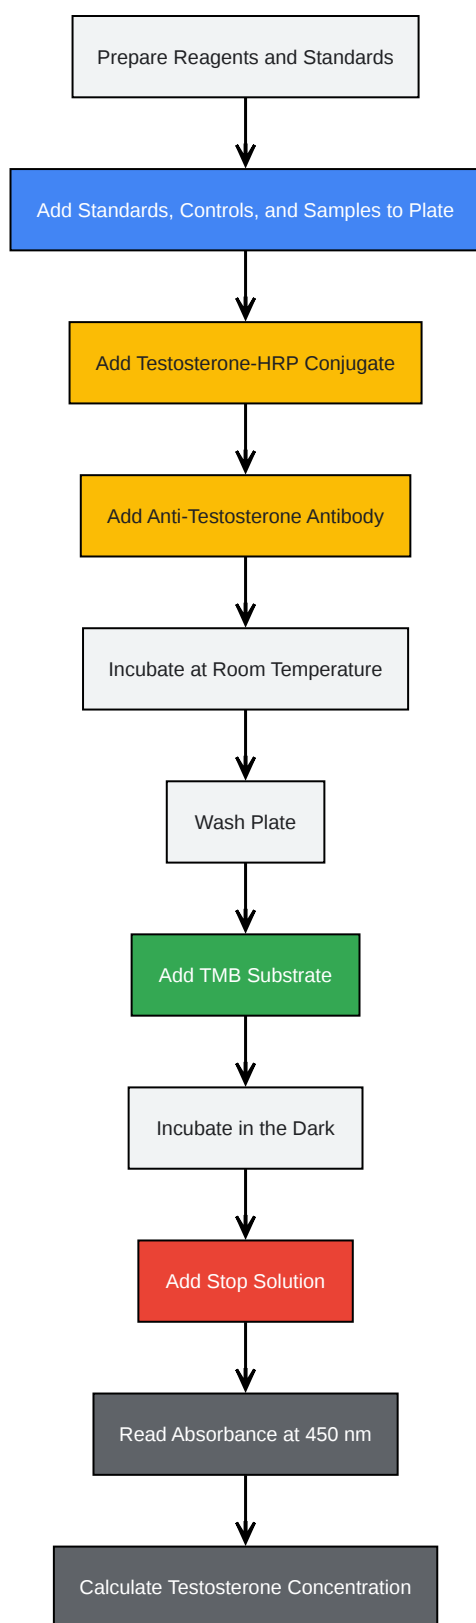 Prepare Reagents and Standards
Add Standards, Controls, and Samples to Plate
Add Testosterone-HRP Conjugate
Add Anti-Testosterone Antibody
Incubate at Room Temperature
Wash Plate
Add TMB Substrate
Incubate in the Dark
Add Stop Solution
Read Absorbance at 450 nm
Calculate Testosterone Concentration